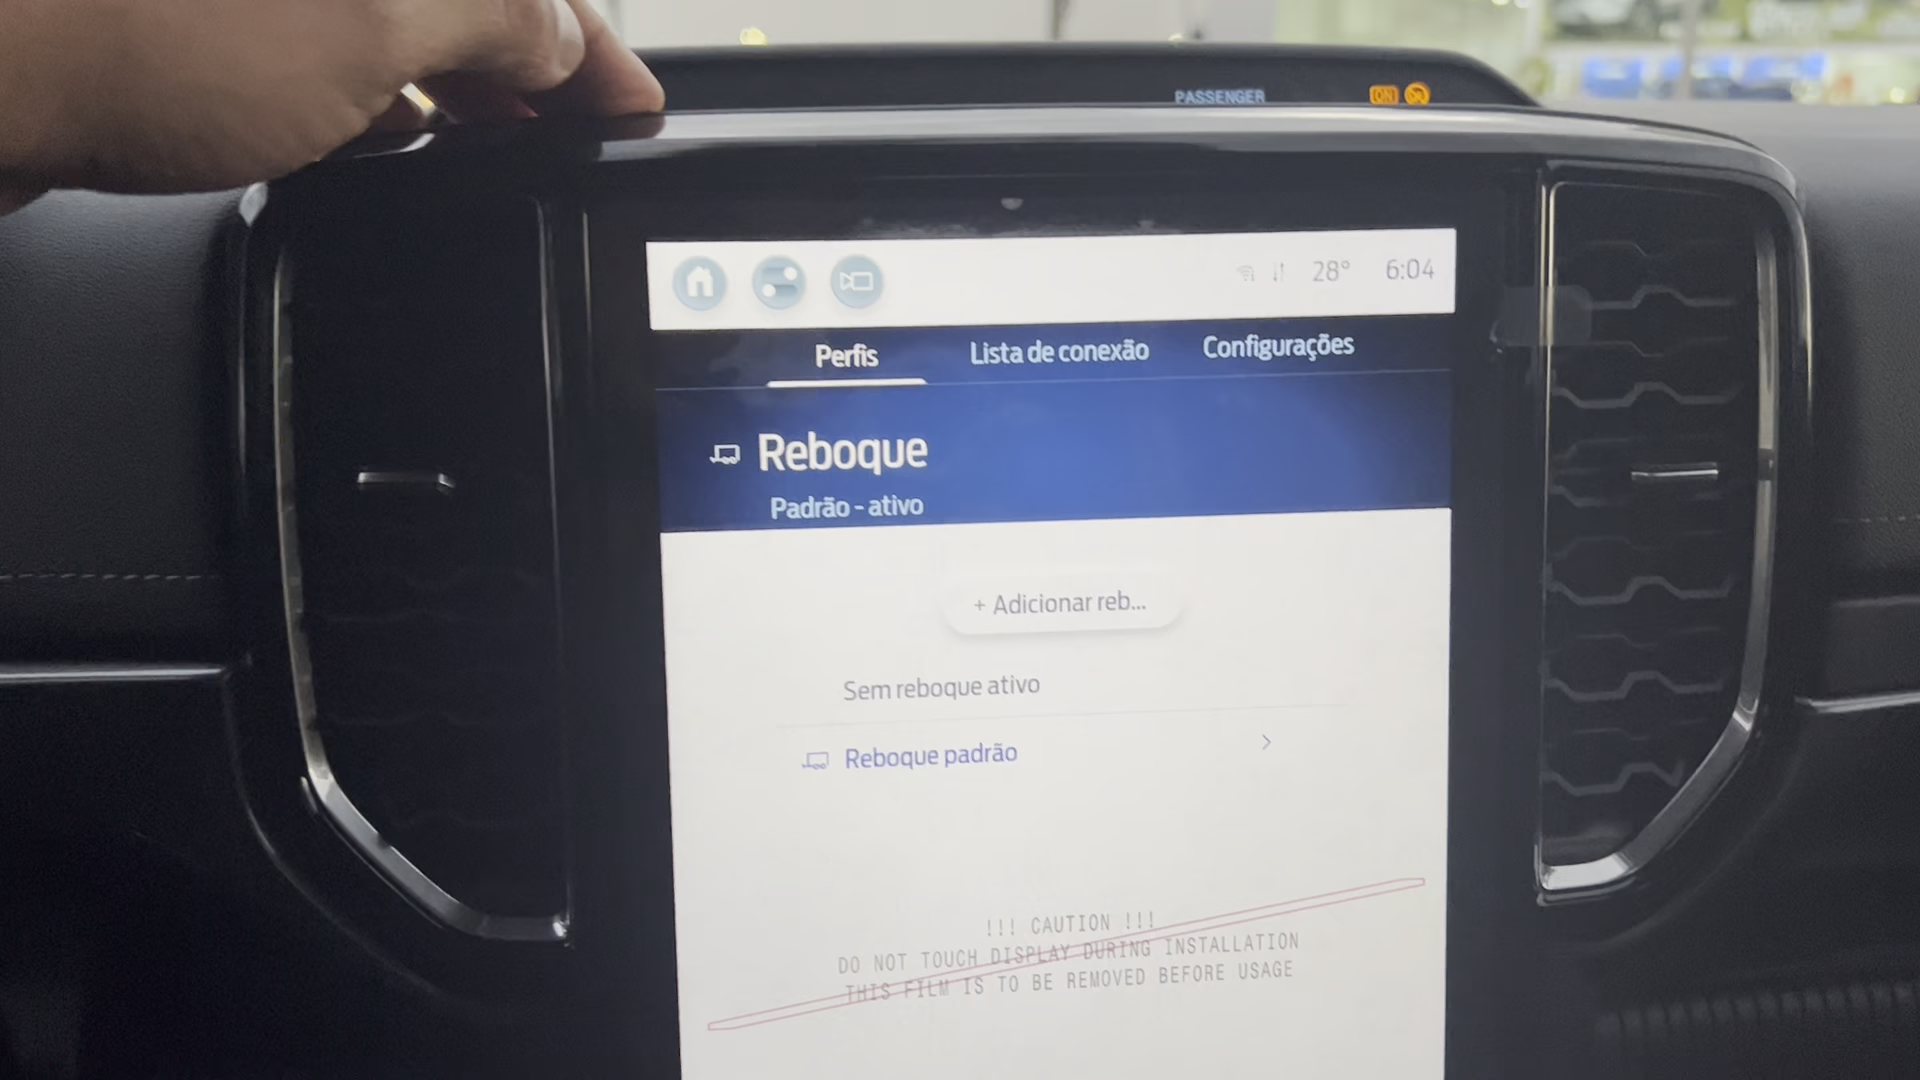 PASSENGER
ON
28° 6:04
Perfis Lista de conexão Configurações
Reboque
Padrão - ativo
+ Adicionar reb...
Sem reboque ativo
Reboque padrão
!!! CAUTION !!!
DO NOT TOUCH DISPLAY DURING INSTALLATION
THIS FILM IS TO BE REMOVED BEFORE USAGE